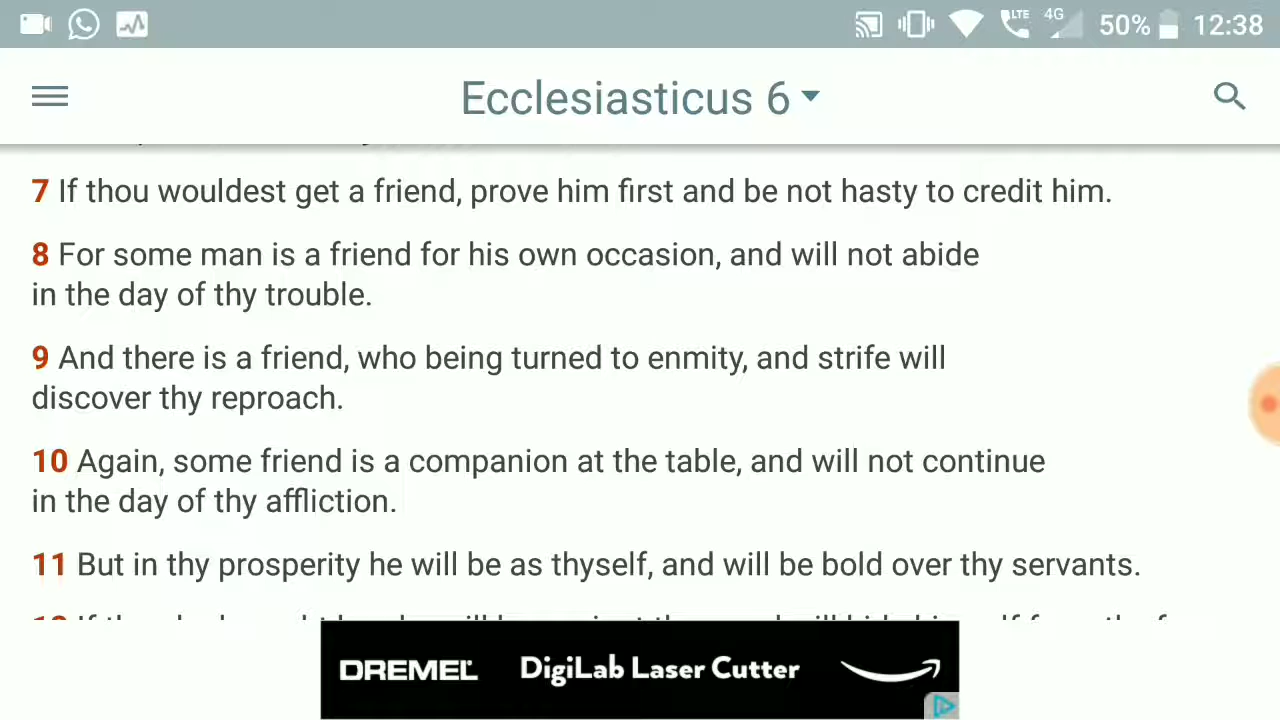 LTE 4G 50% 12:38
Ecclesiasticus 6
7 If thou wouldest get a friend, prove him first and be not hasty to credit him.
8 For some man is a friend for his own occasion, and will not abide
in the day of thy trouble.
9 And there is a friend, who being turned to enmity, and strife will
discover thy reproach.
10 Again, some friend is a companion at the table, and will not continue
in the day of thy affliction.
11 But in thy prosperity he will be as thyself, and will be bold over thy servants.
DREMEL DigiLab Laser Cutter